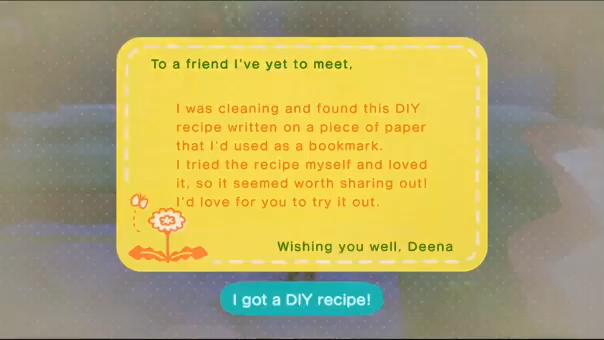 To a friend I've yet to meet,
I was cleaning and found this DIY
recipe written on a piece of paper
that I'd used as a bookmark.
I tried the recipe myself and loved
it, so it seemed worth sharing out!
I'd love for you to try it out.
Wishing you well, Deena
I got a DIY recipe!